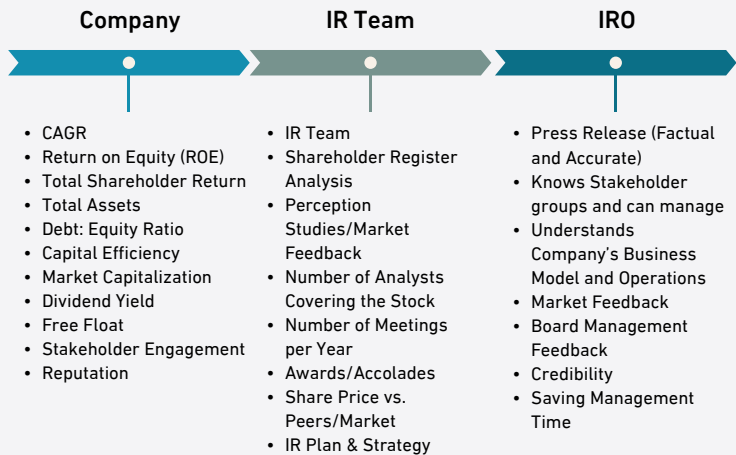 Company
• CAGR
• Return on Equity (ROE)
• Total Shareholder Return
• Total Assets
• Debt: Equity Ratio
• Capital Efficiency
• Market Capitalization
• Dividend Yield
• Free Float
• Stakeholder Engagement
• Reputation
IR Team
• IR Team
• Shareholder Register
Analysis
• Perception
Studies/Market
Feedback
• Number of Analysts
Covering the Stock
• Number of Meetings
per Year
• Awards/Accolades
• Share Price vs.
Peers/Market
• IR Plan & Strategy
IRO
• Press Release (Factual
and Accurate)
• Knows Stakeholder
groups and can manage
• Understands
Company’s Business
Model and Operations
• Market Feedback
• Board Management
Feedback
• Credibility
• Saving Management
Time